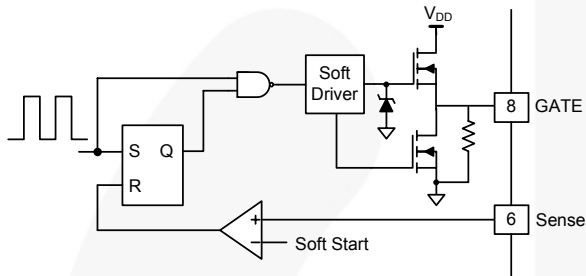 VDD
Soft
Driver
8 GATE
S Q
R
6 Sense
+
−
Soft Start